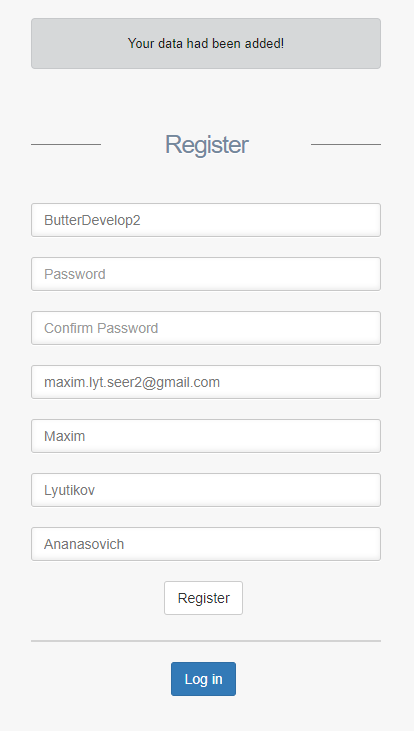 Your data had been added!
Register
ButterDevelop2
Password
Confirm Password
maxim.lyt.seer2@gmail.com
Maxim
Lyutikov
Ananasovich
Register
Log in